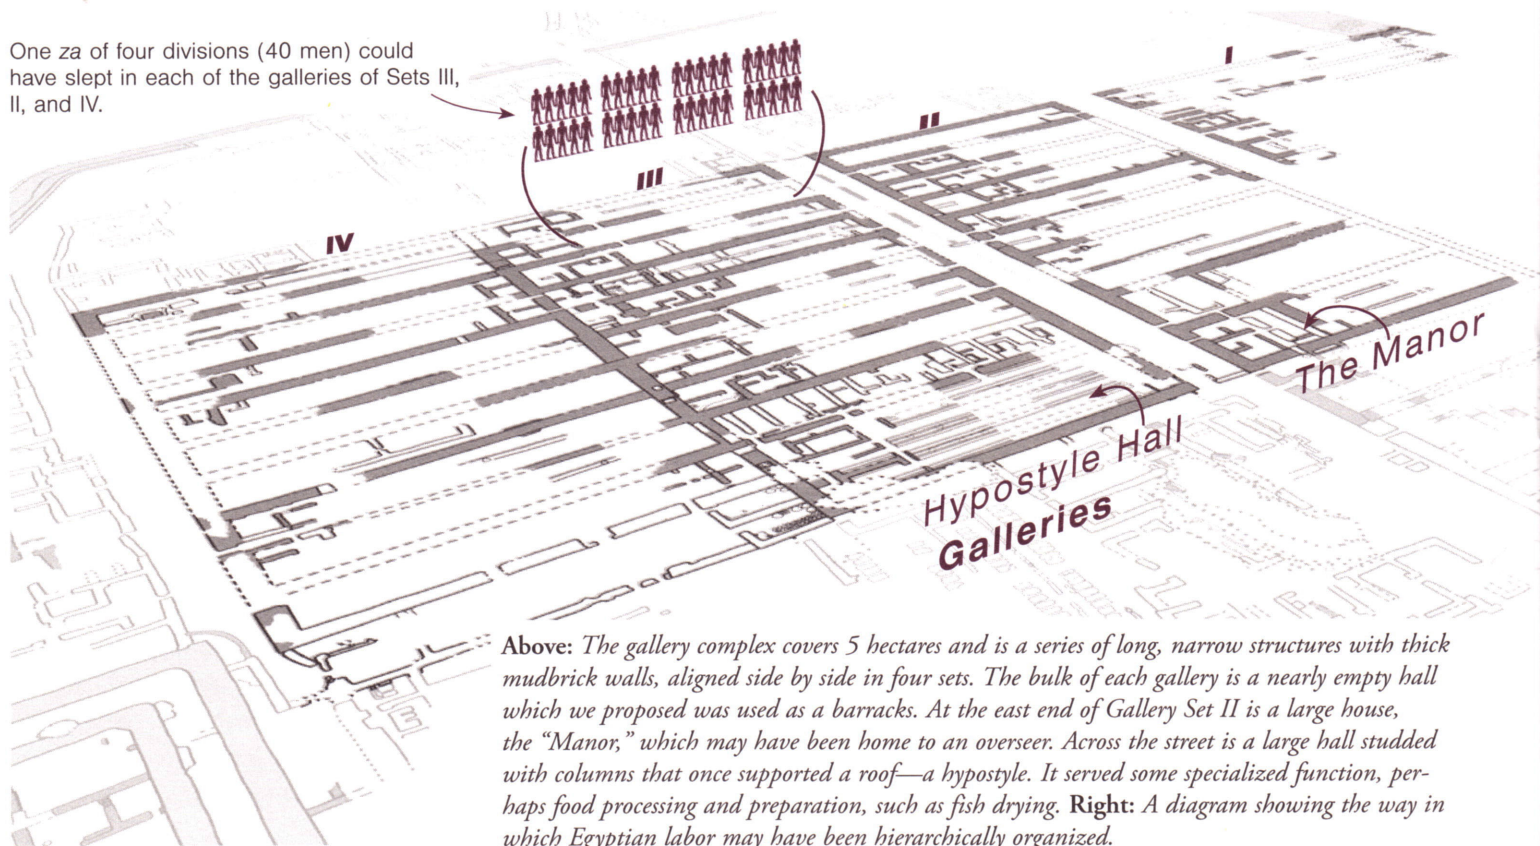 One za of four divisions (40 men) could
have slept in each of the galleries of Sets III,
II, and IV.
I
II
III
IV
The Manor
Hypostyle Hall
Galleries
Above: The gallery complex covers 5 hectares and is a series of long, narrow structures with thick
mudbrick walls, aligned side by side in four sets. The bulk of each gallery is a nearly empty hall
which we proposed was used as a barracks. At the east end of Gallery Set II is a large house,
the “Manor,” which may have been home to an overseer. Across the street is a large hall studded
with columns that once supported a roof—a hypostyle. It served some specialized function, per-
haps food processing and preparation, such as fish drying. Right: A diagram showing the way in
which Egyptian labor may have been hierarchically organized.